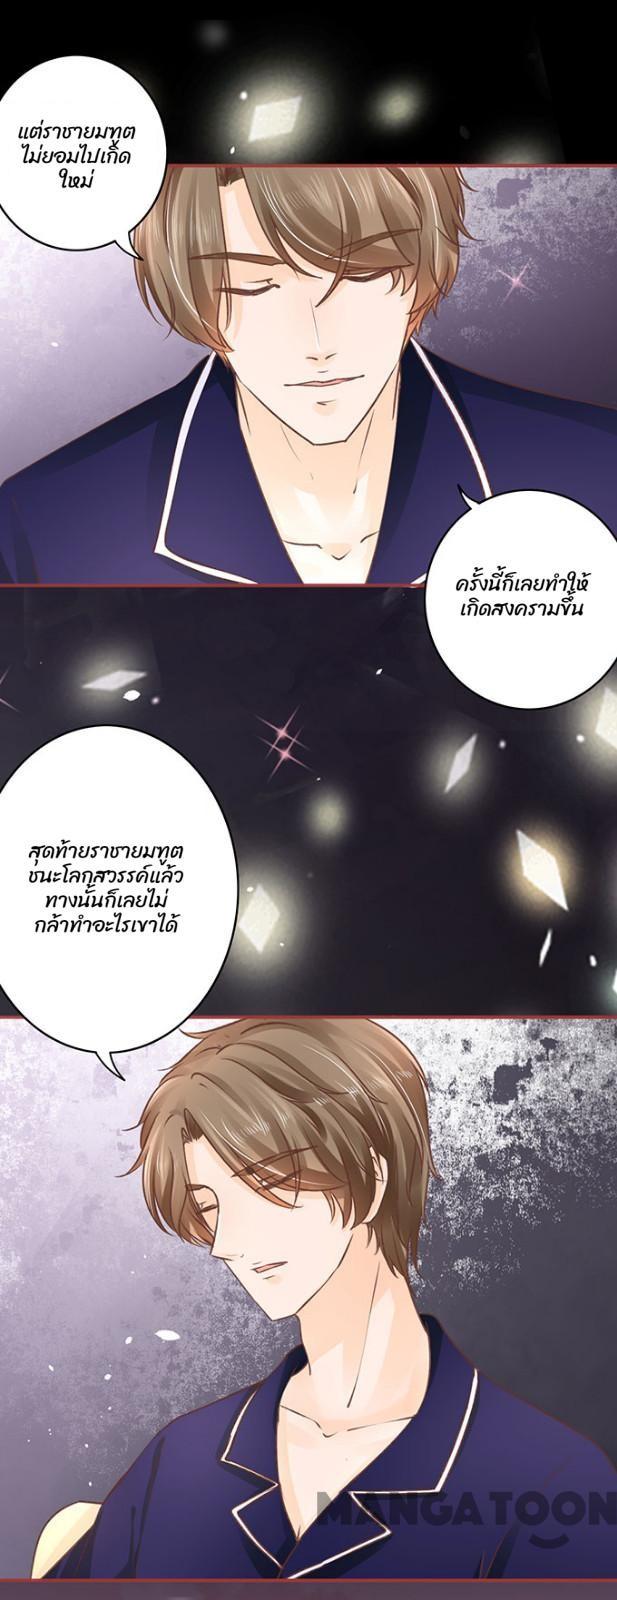 แต่ราชายมฑูต
ไม่ยอมไปเกิด
ใหม่
ครั้งนี้ก็เลยทำให้
เกิดสงครามขึ้น
สุดท้ายราชายมฑูต
ชนะโลกสวรรค์แล้ว
ทางนั้นก็เลยไม่
กล้าทำอะไรเขาได้
MANGATOON